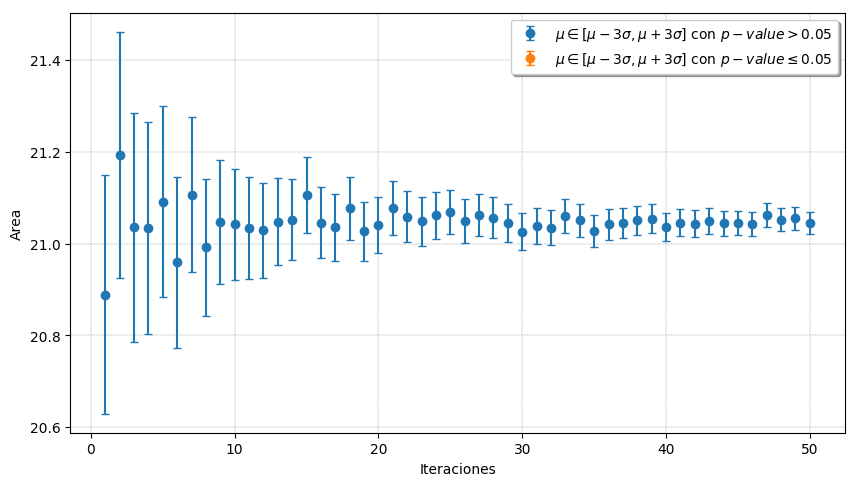 μ ∈ [μ − 3σ, μ + 3σ] con p − value > 0.05
μ ∈ [μ − 3σ, μ + 3σ] con p − value ≤ 0.05
21.4
21.2
21.0
20.8
20.6
Area
0 10 20 30 40 50
Iteraciones